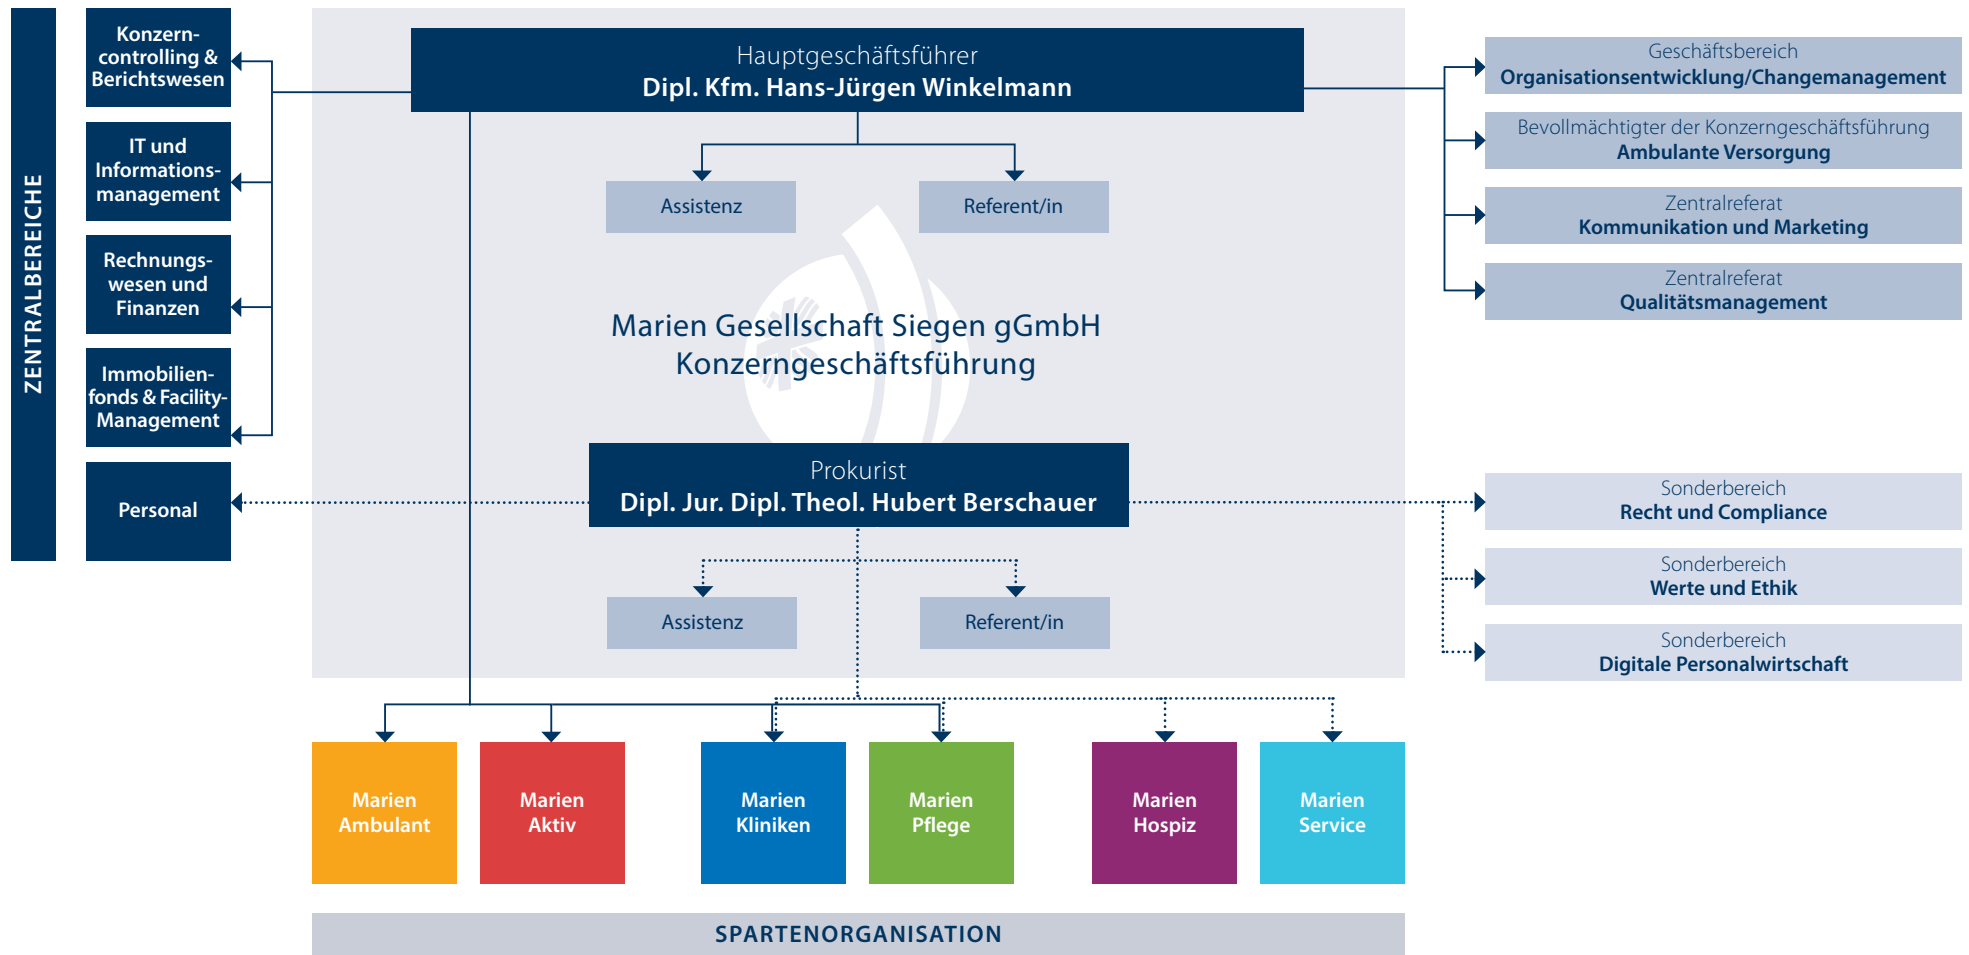 ZENTRALBEREICHE
Konzern-
controlling &
Berichtswesen
IT und
Informations-
management
Rechnungs-
wesen und
Finanzen
Immobilien-
fonds & Facility-
Management
Personal
Hauptgeschäftsführer
Dipl. Kfm. Hans-Jürgen Winkelmann
Assistenz
Referent/in
Marien Gesellschaft Siegen gGmbH
Konzerngeschäftsführung
Prokurist
Dipl. Jur. Dipl. Theol. Hubert Berschauer
Assistenz
Referent/in
Geschäftsbereich
Organisationsentwicklung/Changemanagement
Bevollmächtigter der Konzerngeschäftsführung
Ambulante Versorgung
Zentralreferat
Kommunikation und Marketing
Zentralreferat
Qualitätsmanagement
Sonderbereich
Recht und Compliance
Sonderbereich
Werte und Ethik
Sonderbereich
Digitale Personalwirtschaft
Marien
Ambulant
Marien
Aktiv
Marien
Kliniken
Marien
Pflege
Marien
Hospiz
Marien
Service
SPARTENORGANISATION